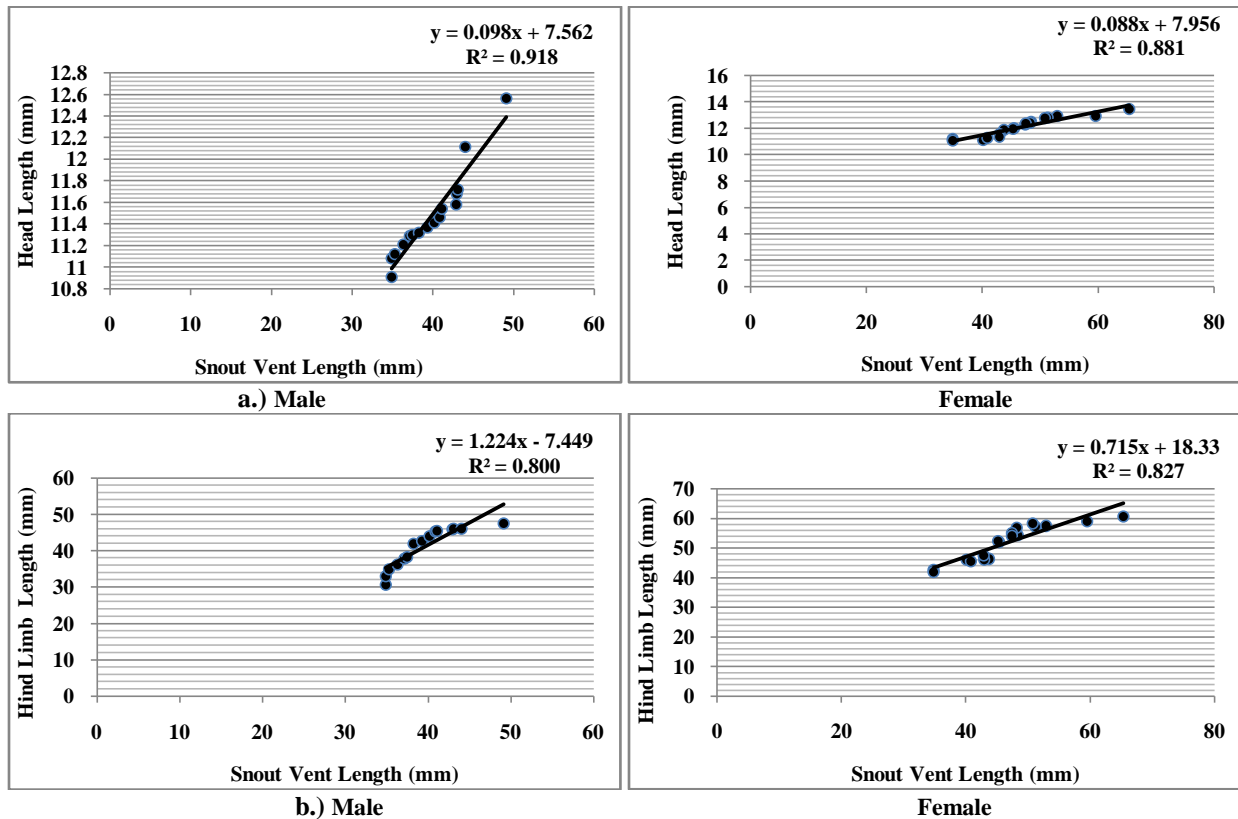 y = 0.098x + 7.562
R² = 0.918
12.8
12.6
12.4
12.2
12
11.8
11.6
11.4
11.2
11
10.8
Head Length (mm)
0 10 20 30 40 50 60
Snout Vent Length (mm)
y = 0.088x + 7.956
R² = 0.881
16
14
12
10
8
6
4
2
0
Head Length (mm)
0 20 40 60 80
Snout Vent Length (mm)
a.) Male
Female
y = 1.224x - 7.449
R² = 0.800
60
50
40
30
20
10
0
Hind Limb Length (mm)
0 10 20 30 40 50 60
Snout Vent Length (mm)
y = 0.715x + 18.33
R² = 0.827
70
60
50
40
30
20
10
0
Hind Limb Length (mm)
0 20 40 60 80
Snout Vent Length (mm)
b.) Male
Female